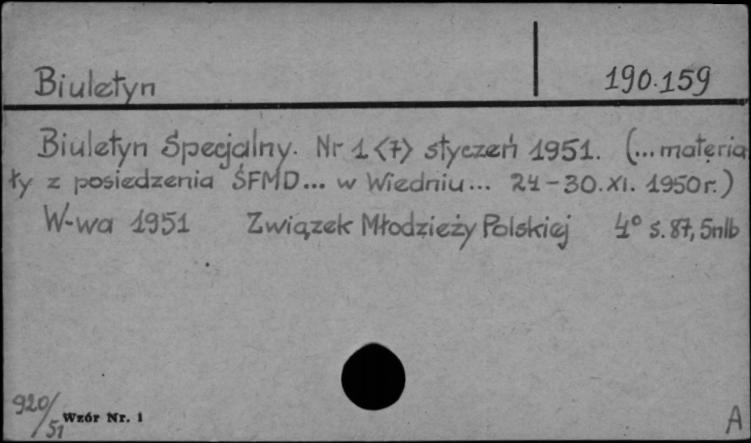 Biuletyn 190.159
Biuletyn Specjalny. Nr 1 <7> styczeń 1951. (...materia
ły z posiedzenia ŚFMD... w Wiedniu... 24-30.XI. 1950r.)
W-wa 1951 Związek Młodzieży Polskiej 4° s. 87, 5nlb
920/51 Wzór Nr. 1 A